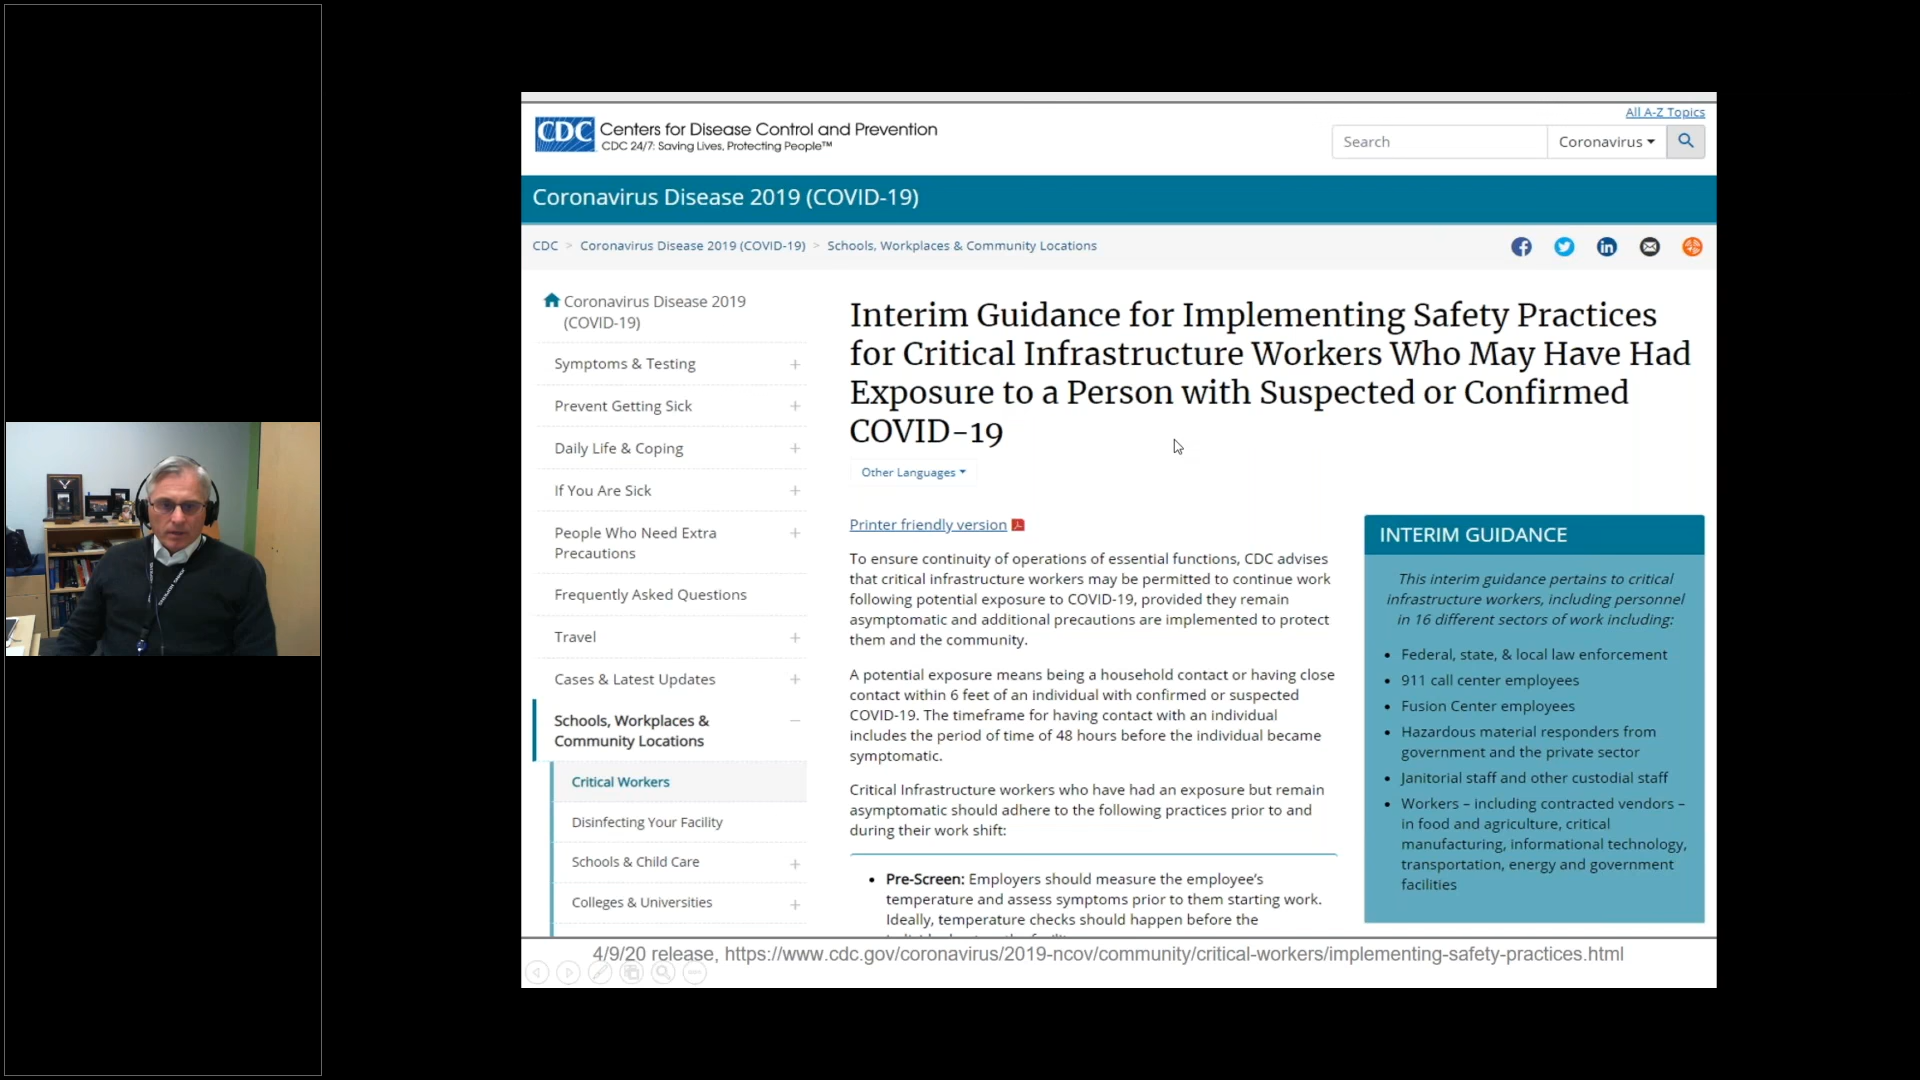 All A-Z Topics
CDC Centers for Disease Control and Prevention
CDC 24/7: Saving Lives, Protecting People™
Search
Coronavirus
Coronavirus Disease 2019 (COVID-19)
CDC > Coronavirus Disease 2019 (COVID-19) > Schools, Workplaces & Community Locations
Coronavirus Disease 2019
(COVID-19)
Symptoms & Testing +
Prevent Getting Sick +
Daily Life & Coping +
If You Are Sick +
People Who Need Extra +
Precautions
Frequently Asked Questions
Travel +
Cases & Latest Updates +
Schools, Workplaces & −
Community Locations
Critical Workers
Disinfecting Your Facility
Schools & Child Care +
Colleges & Universities +
Interim Guidance for Implementing Safety Practices
for Critical Infrastructure Workers Who May Have Had
Exposure to a Person with Suspected or Confirmed
COVID-19
Other Languages
Printer friendly version
To ensure continuity of operations of essential functions, CDC advises
that critical infrastructure workers may be permitted to continue work
following potential exposure to COVID-19, provided they remain
asymptomatic and additional precautions are implemented to protect
them and the community.
A potential exposure means being a household contact or having close
contact within 6 feet of an individual with confirmed or suspected
COVID-19. The timeframe for having contact with an individual
includes the period of time of 48 hours before the individual became
symptomatic.
Critical Infrastructure workers who have had an exposure but remain
asymptomatic should adhere to the following practices prior to and
during their work shift:
• Pre-Screen: Employers should measure the employee's
temperature and assess symptoms prior to them starting work.
Ideally, temperature checks should happen before the
INTERIM GUIDANCE
This interim guidance pertains to critical
infrastructure workers, including personnel
in 16 different sectors of work including:
• Federal, state, & local law enforcement
• 911 call center employees
• Fusion Center employees
• Hazardous material responders from
government and the private sector
• Janitorial staff and other custodial staff
• Workers – including contracted vendors –
in food and agriculture, critical
manufacturing, informational technology,
transportation, energy and government
facilities
4/9/20 release, https://www.cdc.gov/coronavirus/2019-ncov/community/critical-workers/implementing-safety-practices.html